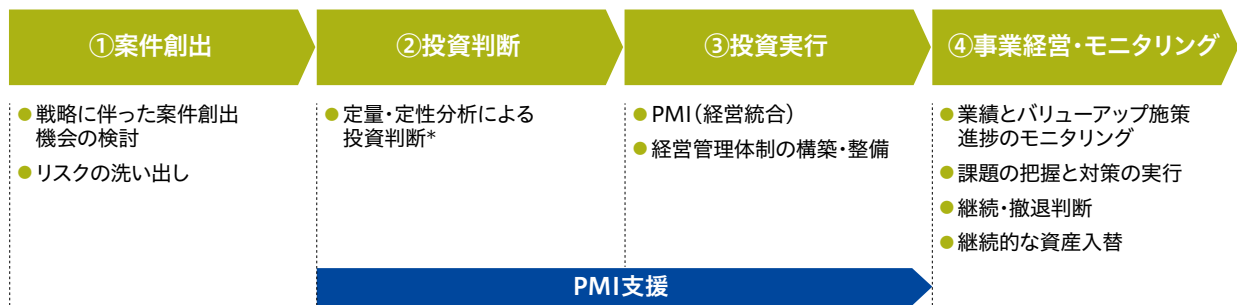 ①案件創出
●戦略に伴った案件創出
機会の検討
●リスクの洗い出し
②投資判断
●定量・定性分析による
投資判断*
③投資実行
●PMI(経営統合)
●経営管理体制の構築・整備
④事業経営・モニタリング
●業績とバリューアップ施策
進捗のモニタリング
●課題の把握と対策の実行
●継続・撤退判断
●継続的な資産入替
PMI支援